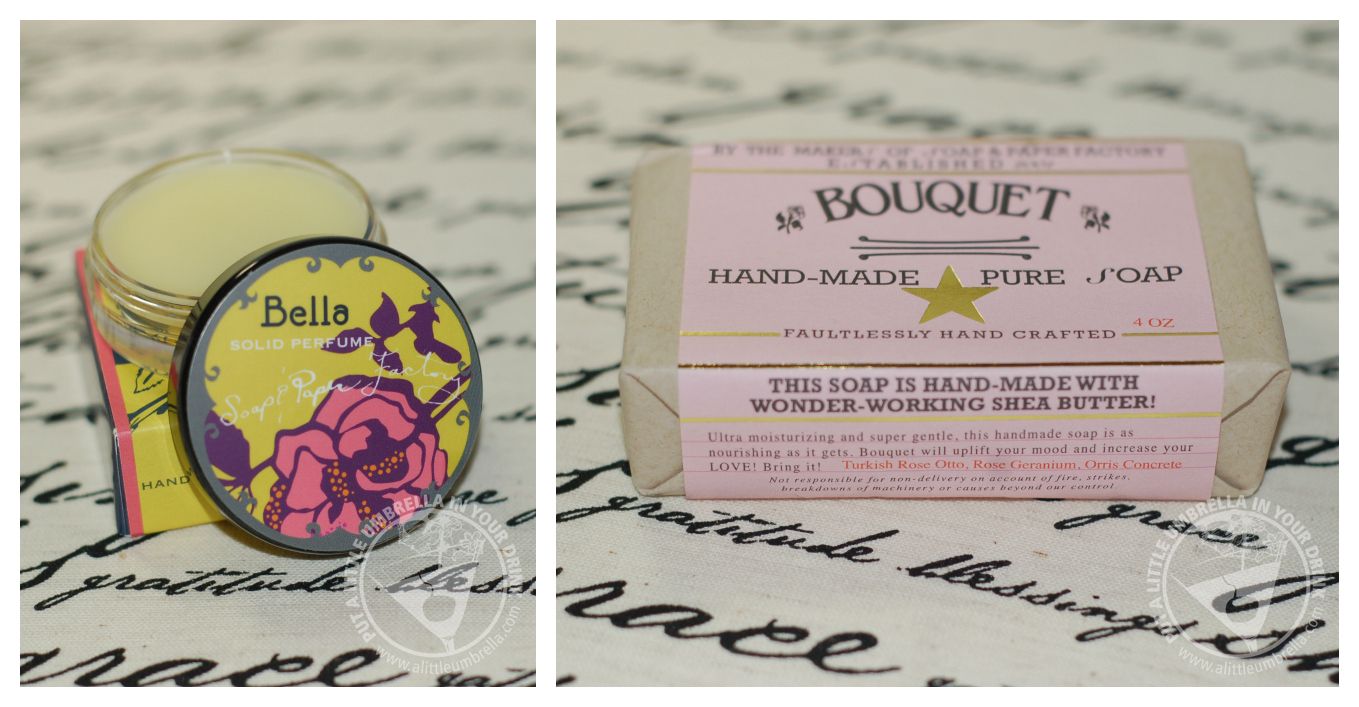 Bella
SOLID PERFUME
Soap & Paper Factory
HAND
gratitude bless
grace
PUT A LITTLE UMBRELLA IN YOUR DRINK
www.alittleumbrella.com
BY THE MAKERS OF SOAP & PAPER FACTORY
ESTABLISHED
BOUQUET
HAND-MADE PURE SOAP
4 OZ
FAULTLESSLY HAND CRAFTED
THIS SOAP IS HAND-MADE WITH
WONDER-WORKING SHEA BUTTER!
Ultra moisturizing and super gentle, this handmade soap is as
nourishing as it gets. Bouquet will uplift your mood and increase your
LOVE! Bring it! Turkish Rose Otto, Rose Geranium, Orris Concrete
Not responsible for non-delivery on account of fire, strikes,
breakdowns of machinery or causes beyond our control.
gratitude blessings
grace
grace
PUT A LITTLE UMBRELLA IN YOUR DRINK
www.alittleumbrella.com